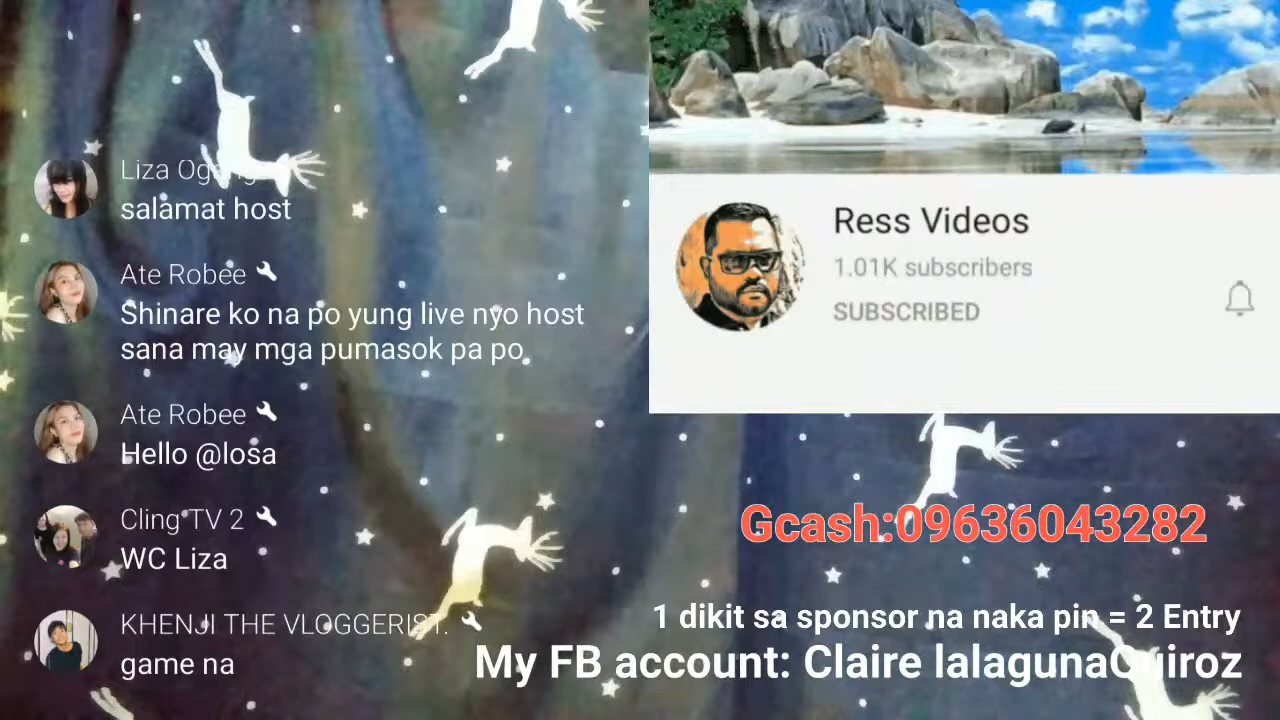 Liza
salamat host
Ate Robee
Shinare ko na po yung live nyo host
sana may mga pumasok pa po
Ate Robee
Hello @losa
Cling TV 2
WC Liza
KHENJI THE VLOGGERIST.
game na
Ress Videos
1.01K subscribers
SUBSCRIBED
Gcash:09636043282
1 dikit sa sponsor na naka pin = 2 Entry
My FB account: Claire lalagunaQuiroz